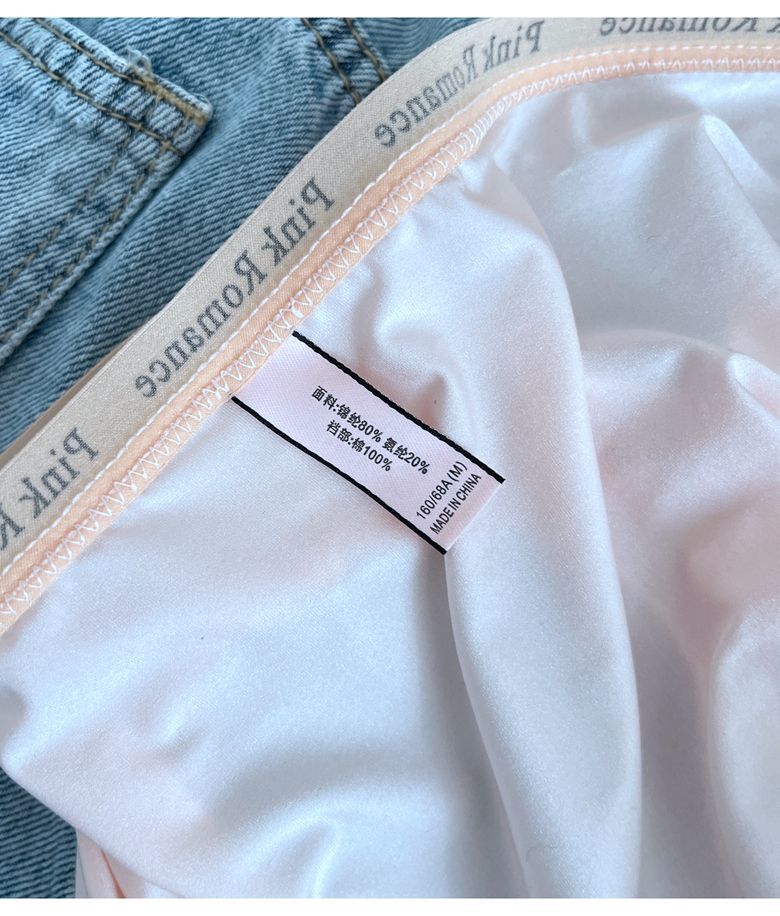 Pink Romance
Pink Romance
Pink Romance
Romance
面料:锦纶80% 氨纶20%
裆部:棉100%
160/68A (M)
MADE IN CHINA